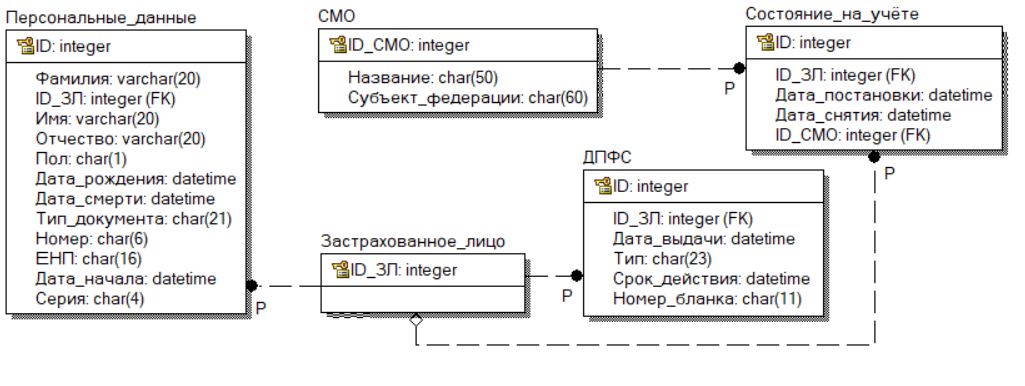 Персональные_данные
ID: integer
Фамилия: varchar(20)
ID_ЗЛ: integer (FK)
Имя: varchar(20)
Отчество: varchar(20)
Пол: char(1)
Дата_рождения: datetime
Дата_смерти: datetime
Тип_документа: char(21)
Номер: char(6)
ЕНП: char(16)
Дата_начала: datetime
Серия: char(4)
P
СМО
ID_СМО: integer
Название: char(50)
Субъект_федерации: char(60)
P
Состояние_на_учёте
ID: integer
ID_ЗЛ: integer (FK)
Дата_постановки: datetime
Дата_снятия: datetime
ID_СМО: integer (FK)
P
ДПФС
ID: integer
ID_ЗЛ: integer (FK)
Дата_выдачи: datetime
Тип: char(23)
Срок_действия: datetime
Номер_бланка: char(11)
Застрахованное_лицо
ID_ЗЛ: integer
P